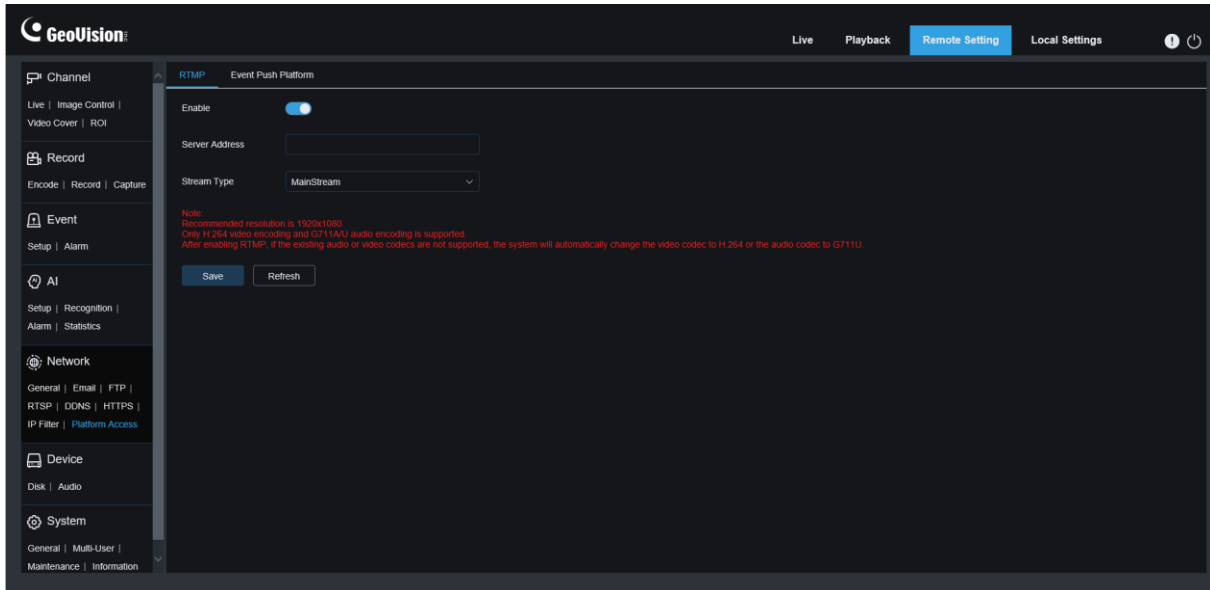 GeoVision
Live Playback Remote Setting Local Settings
Channel
Live | Image Control |
Video Cover | ROI
Record
Encode | Record | Capture
Event
Setup | Alarm
AI
Setup | Recognition |
Alarm | Statistics
Network
General | Email | FTP |
RTSP | DDNS | HTTPS |
IP Filter | Platform Access
Device
Disk | Audio
System
General | Multi-User |
Maintenance | Information
RTMP Event Push Platform
Enable
Server Address
Stream Type MainStream
Note:
Recommended resolution is 1920x1080.
Only H.264 video encoding and G711A/U audio encoding is supported.
After enabling RTMP, if the existing audio or video codecs are not supported, the system will automatically change the video codec to H.264 or the audio codec to G711U.
Save Refresh